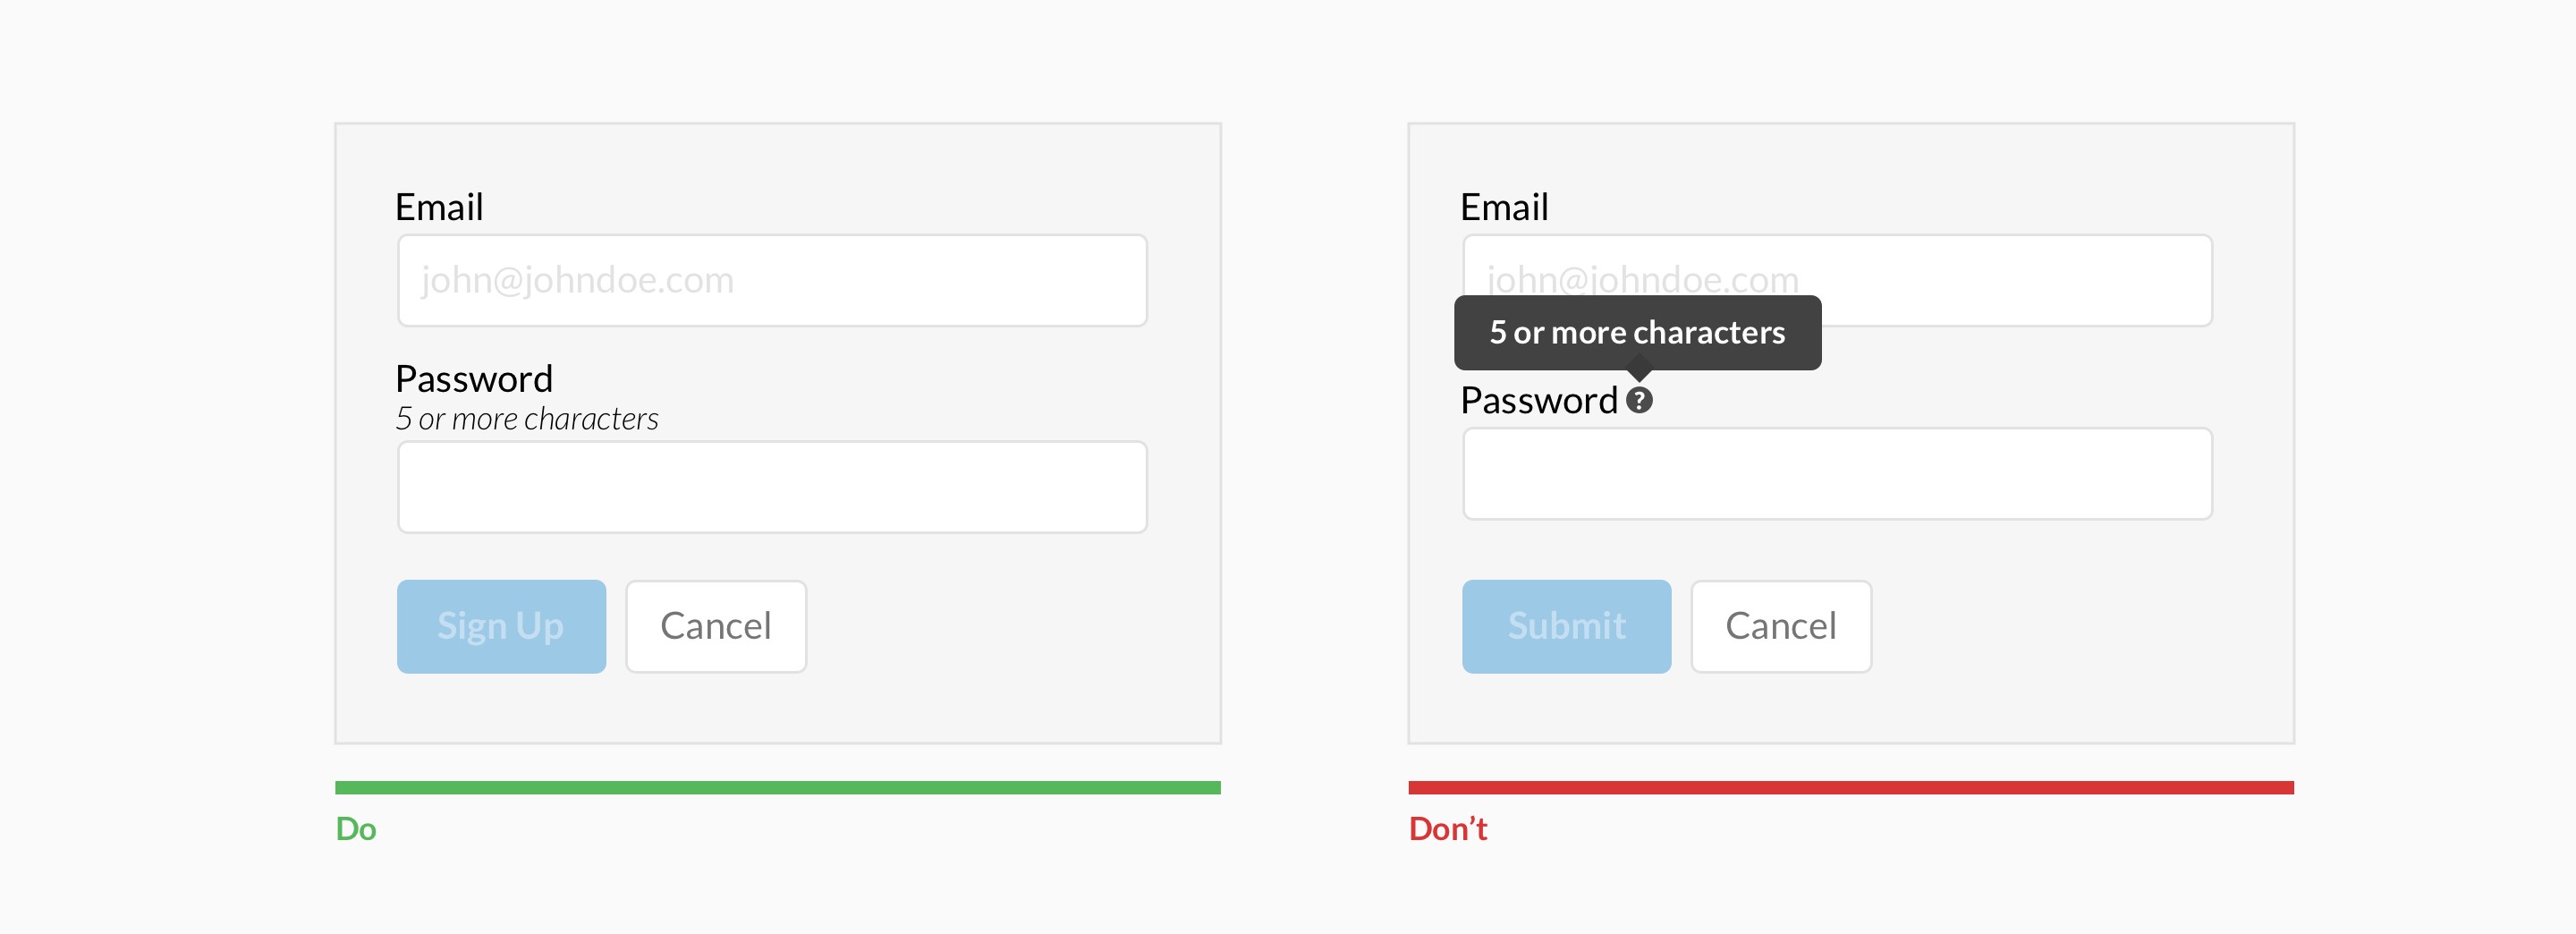 Email
john@johndoe.com
Password
5 or more characters
Sign Up
Cancel
Do
Email
john@johndoe.com
5 or more characters
Password ?
Submit
Cancel
Don’t